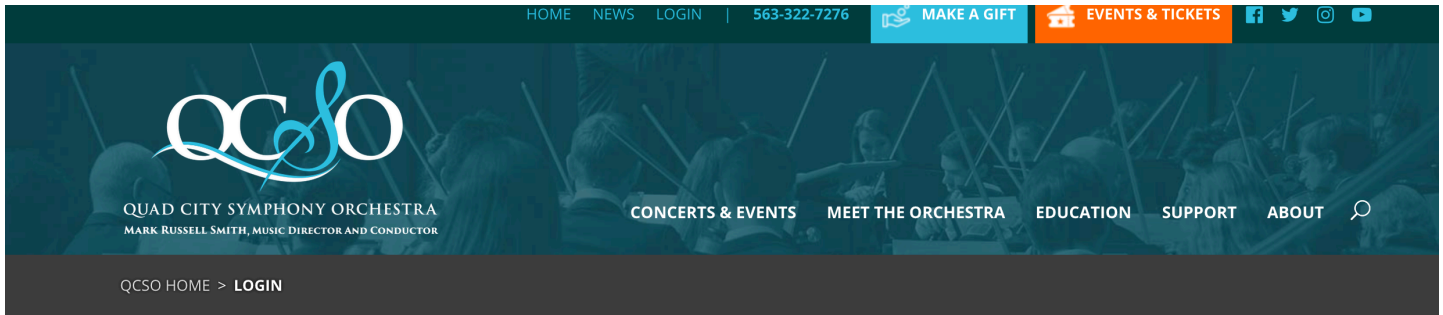 HOME NEWS LOGIN | 563-322-7276 MAKE A GIFT EVENTS & TICKETS
QCSO
QUAD CITY SYMPHONY ORCHESTRA
MARK RUSSELL SMITH, MUSIC DIRECTOR AND CONDUCTOR
CONCERTS & EVENTS MEET THE ORCHESTRA EDUCATION SUPPORT ABOUT
QCSO HOME > LOGIN